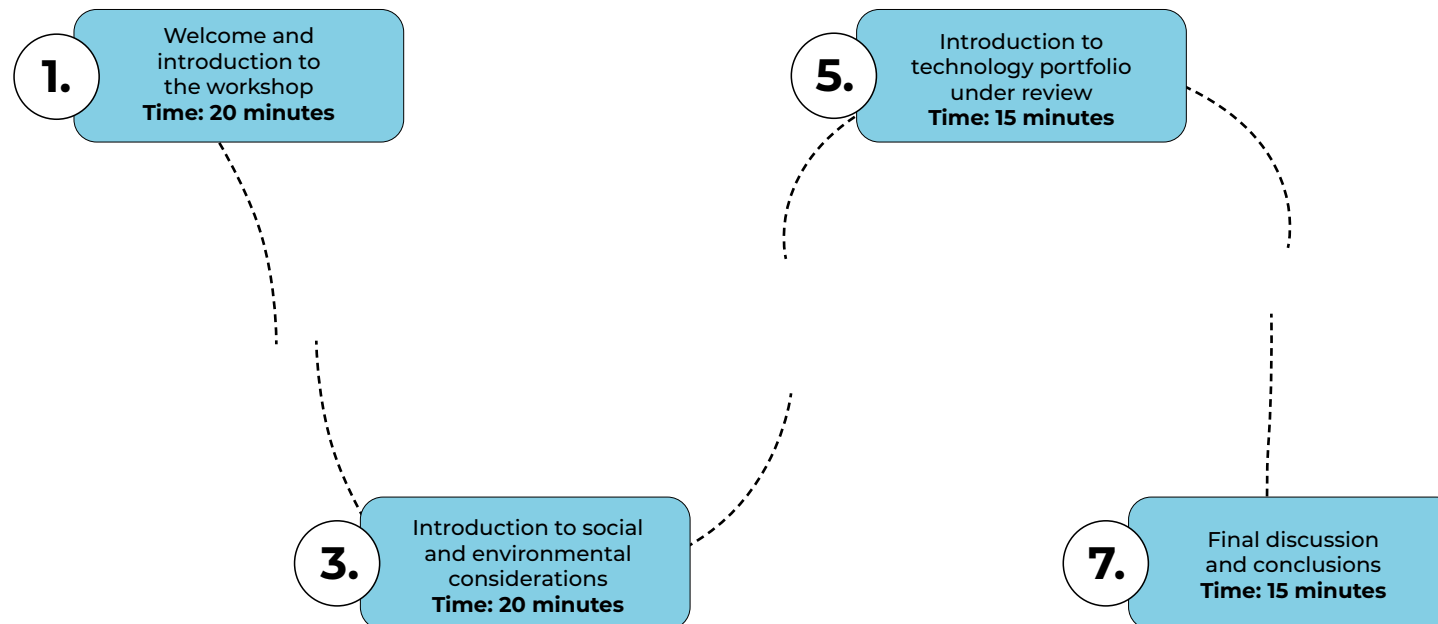 1.
Welcome and
introduction to
the workshop
Time: 20 minutes
3.
Introduction to social
and environmental
considerations
Time: 20 minutes
5.
Introduction to
technology portfolio
under review
Time: 15 minutes
7.
Final discussion
and conclusions
Time: 15 minutes